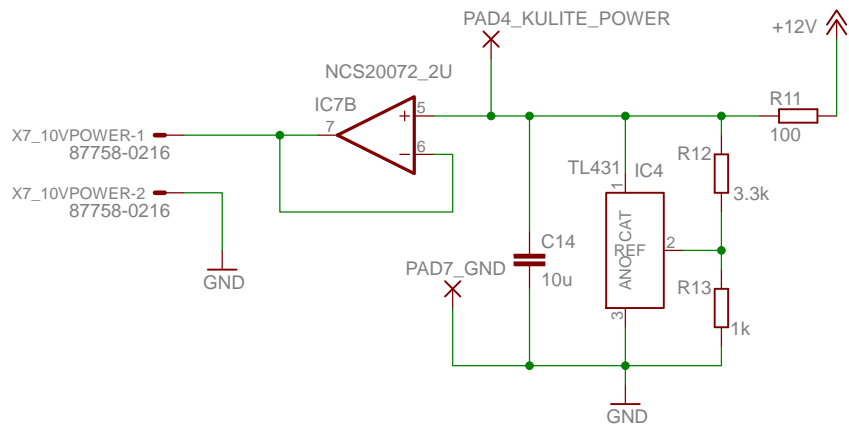 PAD4_KULITE_POWER
+12V
NCS20072_2U
IC7B
R11
100
5
+
7
6
−
X7_10VPOWER-1
87758-0216
X7_10VPOWER-2
87758-0216
GND
TL431
IC4
1
R12
3.3k
CAT
REF
ANO
2
3
C14
10u
PAD7_GND
R13
1k
GND